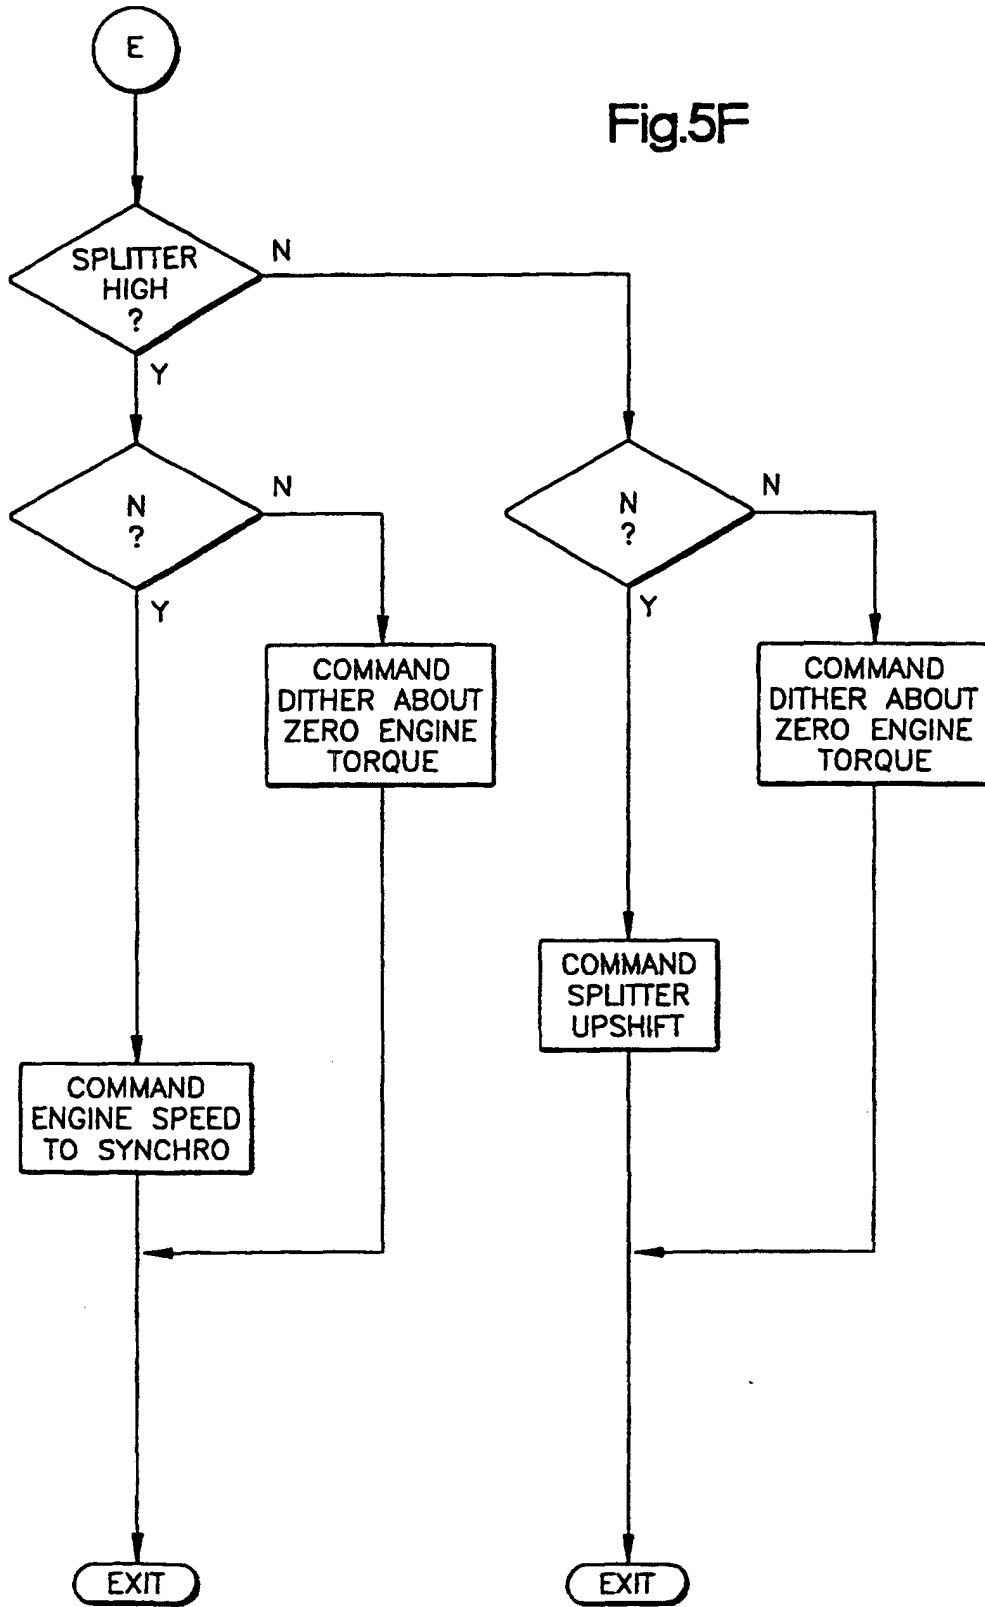 E
Fig.5F
SPLITTER
HIGH
?
N
Y
N
?
N
Y
N
?
N
Y
COMMAND
DITHER ABOUT
ZERO ENGINE
TORQUE
COMMAND
DITHER ABOUT
ZERO ENGINE
TORQUE
COMMAND
SPLITTER
UPSHIFT
COMMAND
ENGINE SPEED
TO SYNCHRO
EXIT
EXIT